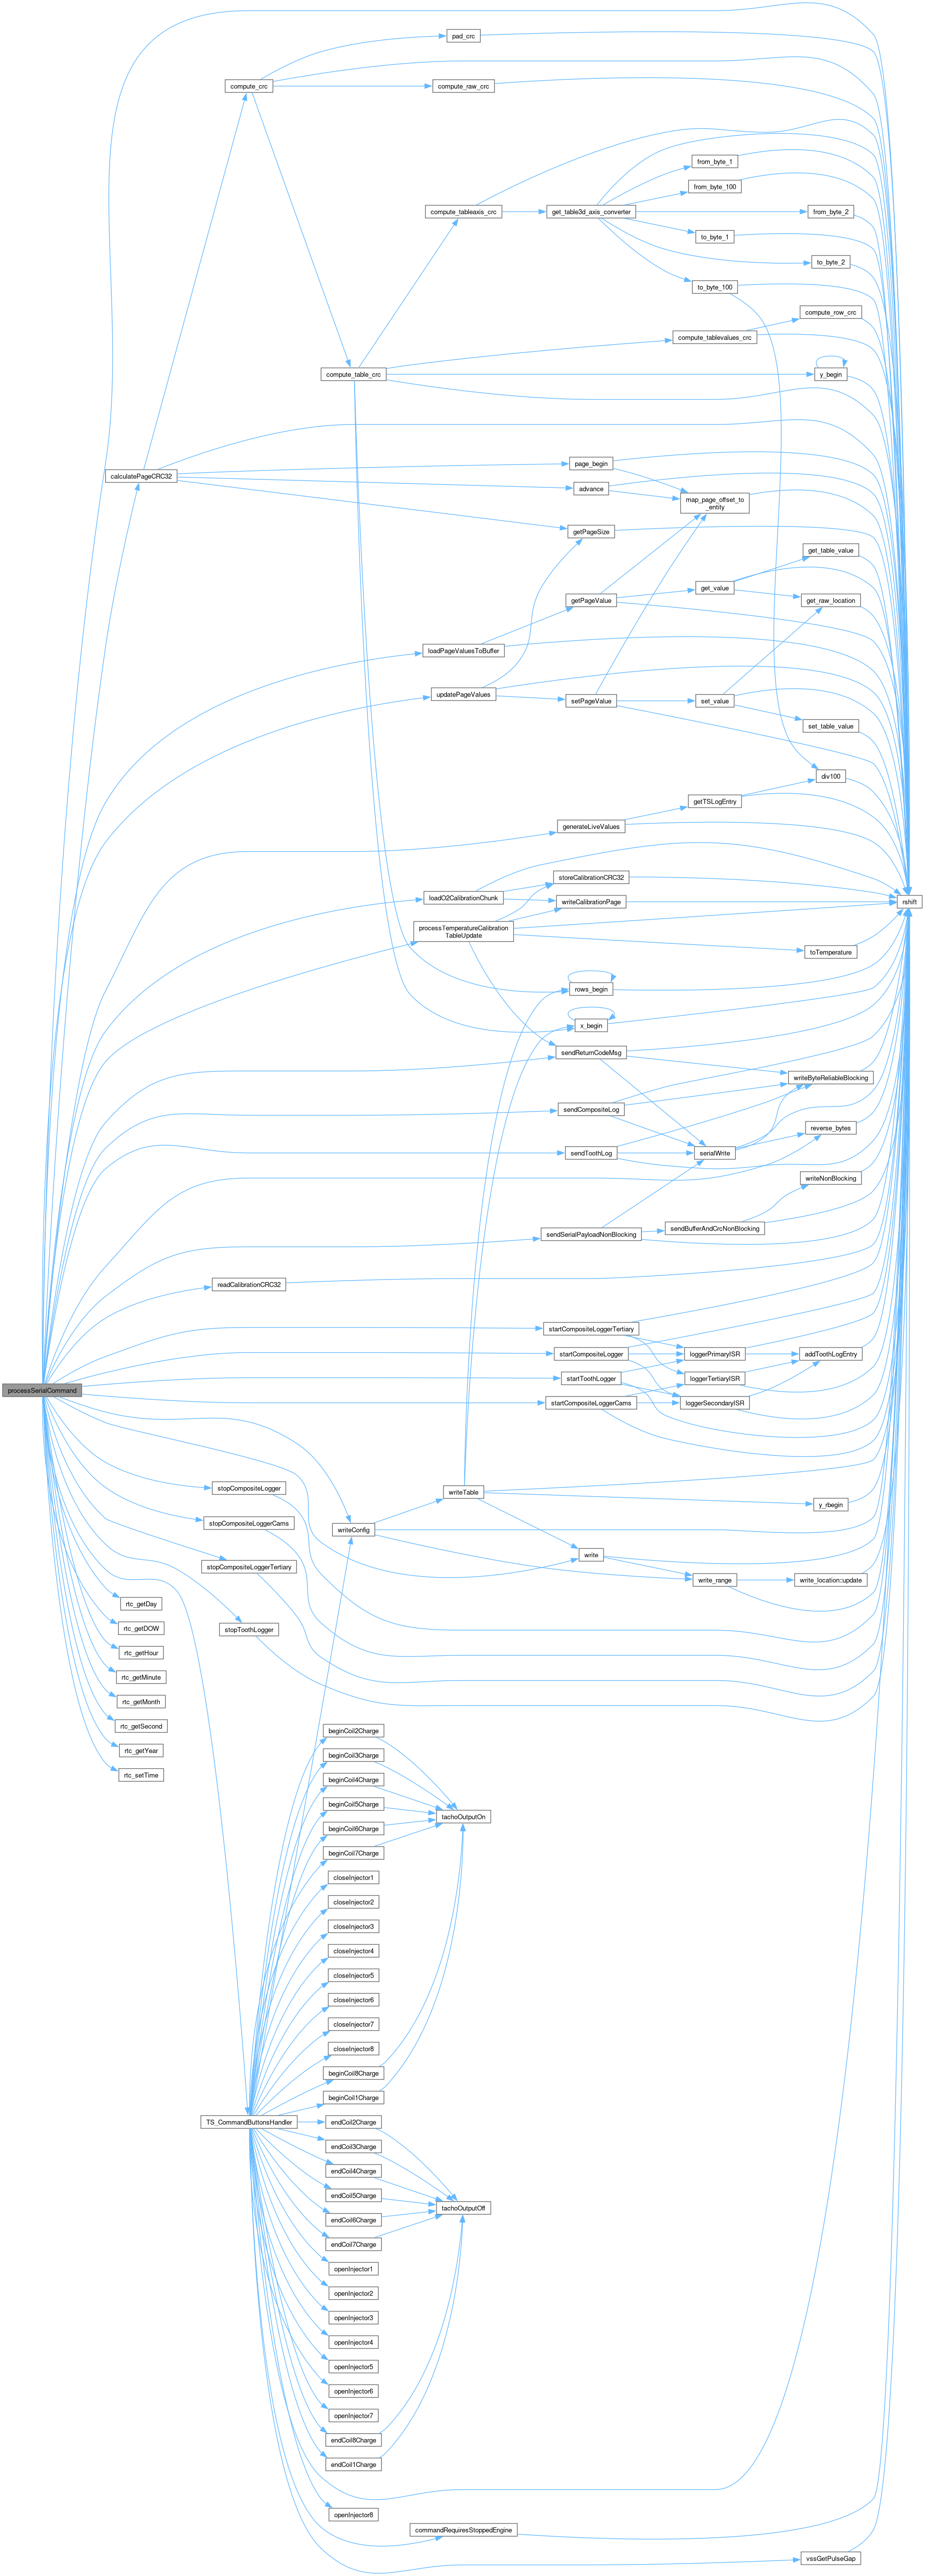 pad_crc
compute_crc
compute_raw_crc
from_byte_1
from_byte_100
compute_tableaxis_crc
get_table3d_axis_converter
from_byte_2
to_byte_1
to_byte_2
to_byte_100
compute_row_crc
compute_tablevalues_crc
compute_table_crc
y_begin
page_begin
calculatePageCRC32
advance
map_page_offset_to
_entity
getPageSize
get_table_value
get_value
getPageValue
get_raw_location
loadPageValuesToBuffer
updatePageValues
setPageValue
set_value
set_table_value
div100
getTSLogEntry
generateLiveValues
storeCalibrationCRC32
loadO2CalibrationChunk
writeCalibrationPage
rshift
processTemperatureCalibration
TableUpdate
toTemperature
rows_begin
x_begin
sendReturnCodeMsg
writeByteReliableBlocking
sendCompositeLog
reverse_bytes
sendToothLog
serialWrite
writeNonBlocking
sendBufferAndCrcNonBlocking
sendSerialPayloadNonBlocking
readCalibrationCRC32
startCompositeLoggerTertiary
startCompositeLogger
loggerPrimaryISR
addToothLogEntry
startToothLogger
loggerTertiaryISR
processSerialCommand
startCompositeLoggerCams
loggerSecondaryISR
stopCompositeLogger
writeTable
y_rbegin
stopCompositeLoggerCams
writeConfig
write
stopCompositeLoggerTertiary
write_range
write_location::update
rtc_getDay
rtc_getDOW
stopToothLogger
rtc_getHour
rtc_getMinute
rtc_getMonth
rtc_getSecond
rtc_getYear
rtc_setTime
beginCoil2Charge
beginCoil3Charge
beginCoil4Charge
beginCoil5Charge
tachoOutputOn
beginCoil6Charge
beginCoil7Charge
closeInjector1
closeInjector2
closeInjector3
closeInjector4
closeInjector5
closeInjector6
closeInjector7
closeInjector8
beginCoil8Charge
beginCoil1Charge
TS_CommandButtonsHandler
endCoil2Charge
endCoil3Charge
endCoil4Charge
endCoil5Charge
tachoOutputOff
endCoil6Charge
endCoil7Charge
openInjector1
openInjector2
openInjector3
openInjector4
openInjector5
openInjector6
openInjector7
endCoil8Charge
endCoil1Charge
openInjector8
commandRequiresStoppedEngine
vssGetPulseGap